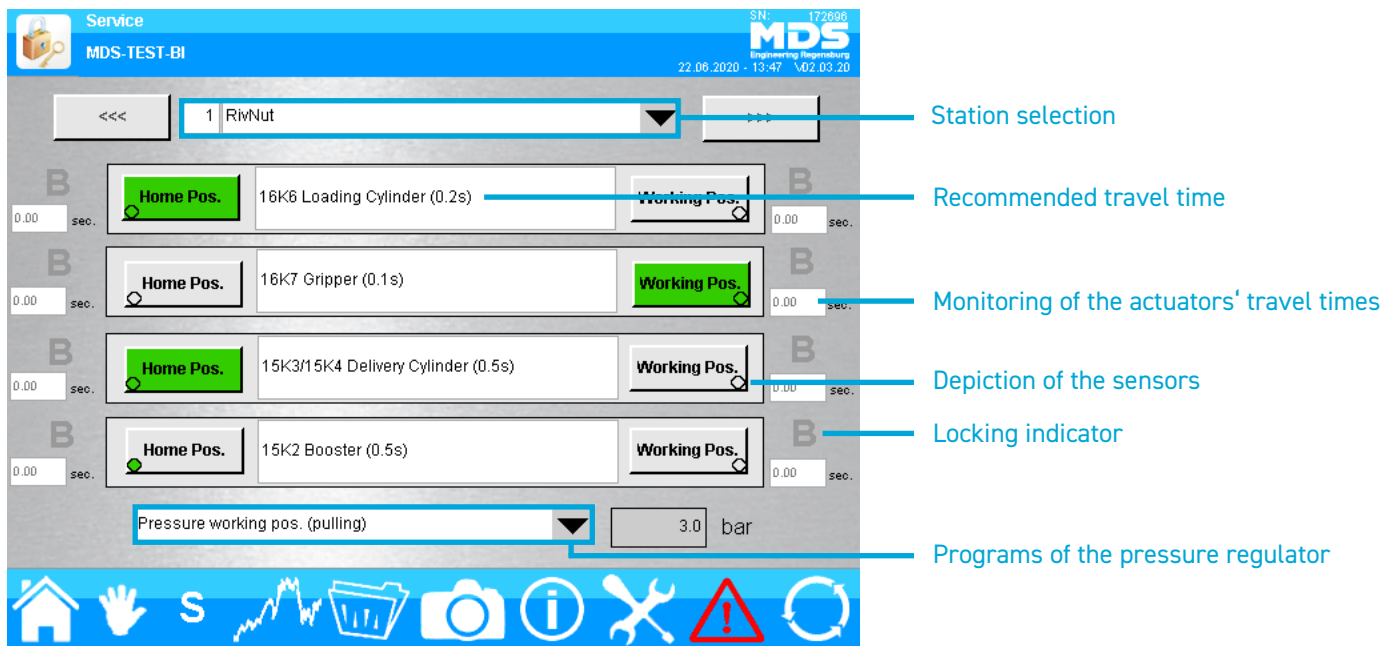 Service
SN: 172696
MDS
Engineering Regensburg
MDS-TEST-BI
22.06.2020 - 13:47 V02.03.20
<<<
1 RivNut
>>>
Station selection
B
Home Pos.
16K6 Loading Cylinder (0.2s)
Working Pos.
B
Recommended travel time
0.00 sec.
0.00 sec.
B
Home Pos.
16K7 Gripper (0.1s)
Working Pos.
B
0.00 sec.
0.00 sec.
Monitoring of the actuators‘ travel times
B
Home Pos.
15K3/15K4 Delivery Cylinder (0.5s)
Working Pos.
B
0.00 sec.
0.00 sec.
Depiction of the sensors
B
Home Pos.
15K2 Booster (0.5s)
Working Pos.
B
Locking indicator
0.00 sec.
0.00 sec.
Pressure working pos. (pulling)
3.0 bar
Programs of the pressure regulator
S